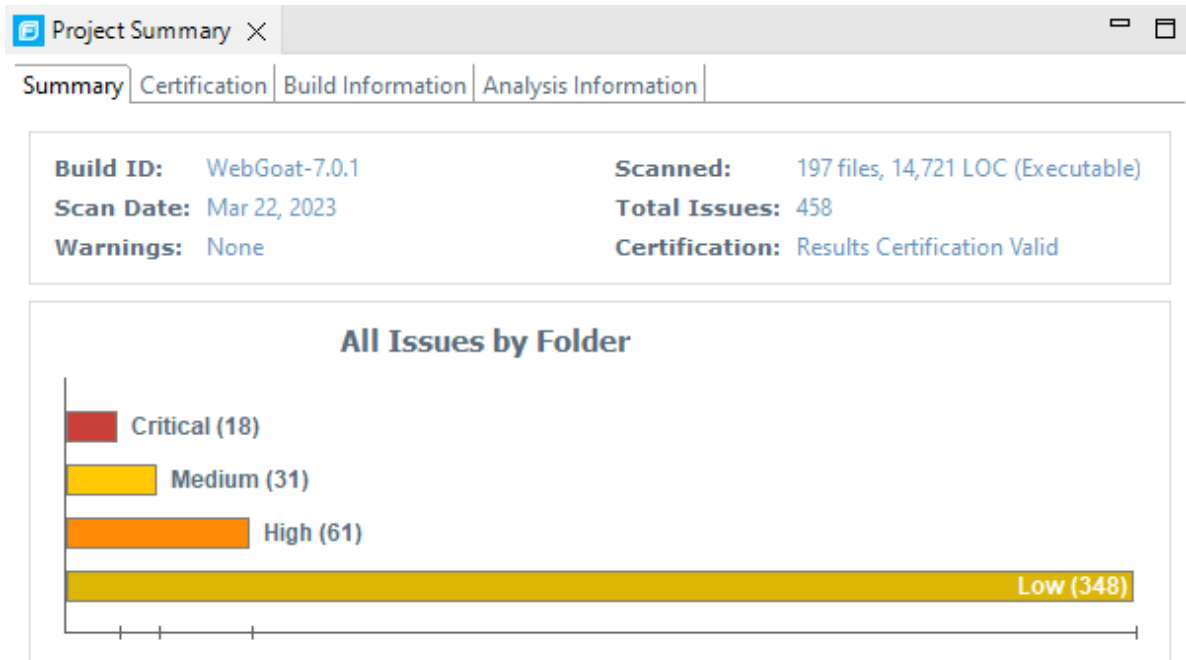 Project Summary
Summary Certification Build Information Analysis Information
Build ID: WebGoat-7.0.1 Scanned: 197 files, 14,721 LOC (Executable)
Scan Date: Mar 22, 2023 Total Issues: 458
Warnings: None Certification: Results Certification Valid
All Issues by Folder
Critical (18)
Medium (31)
High (61)
Low (348)